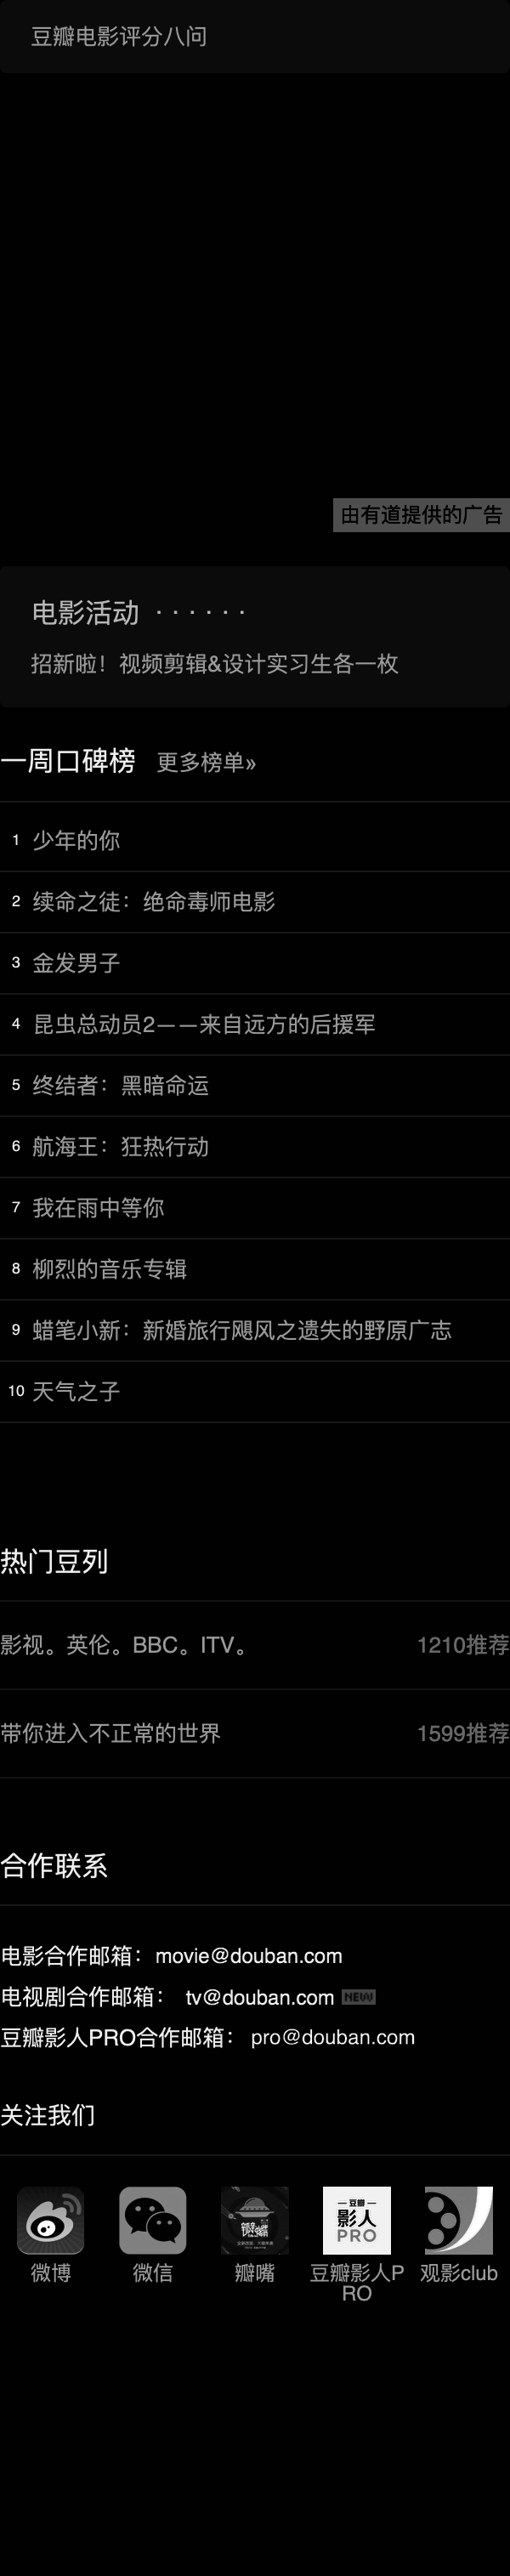 豆瓣电影评分八问
由有道提供的广告
电影活动 · · · · · ·
招新啦！视频剪辑&设计实习生各一枚
一周口碑榜 更多榜单»
1 少年的你
2 续命之徒：绝命毒师电影
3 金发男子
4 昆虫总动员2——来自远方的后援军
5 终结者：黑暗命运
6 航海王：狂热行动
7 我在雨中等你
8 柳烈的音乐专辑
9 蜡笔小新：新婚旅行飓风之遗失的野原广志
10 天气之子
热门豆列
影视。英伦。BBC。ITV。 1210推荐
带你进入不正常的世界 1599推荐
合作联系
电影合作邮箱：movie@douban.com
电视剧合作邮箱： tv@douban.com NEW
豆瓣影人PRO合作邮箱： pro@douban.com
关注我们
瓣嘴
豆瓣
影人
PRO
微博 微信 瓣嘴 豆瓣影人P 观影club
RO